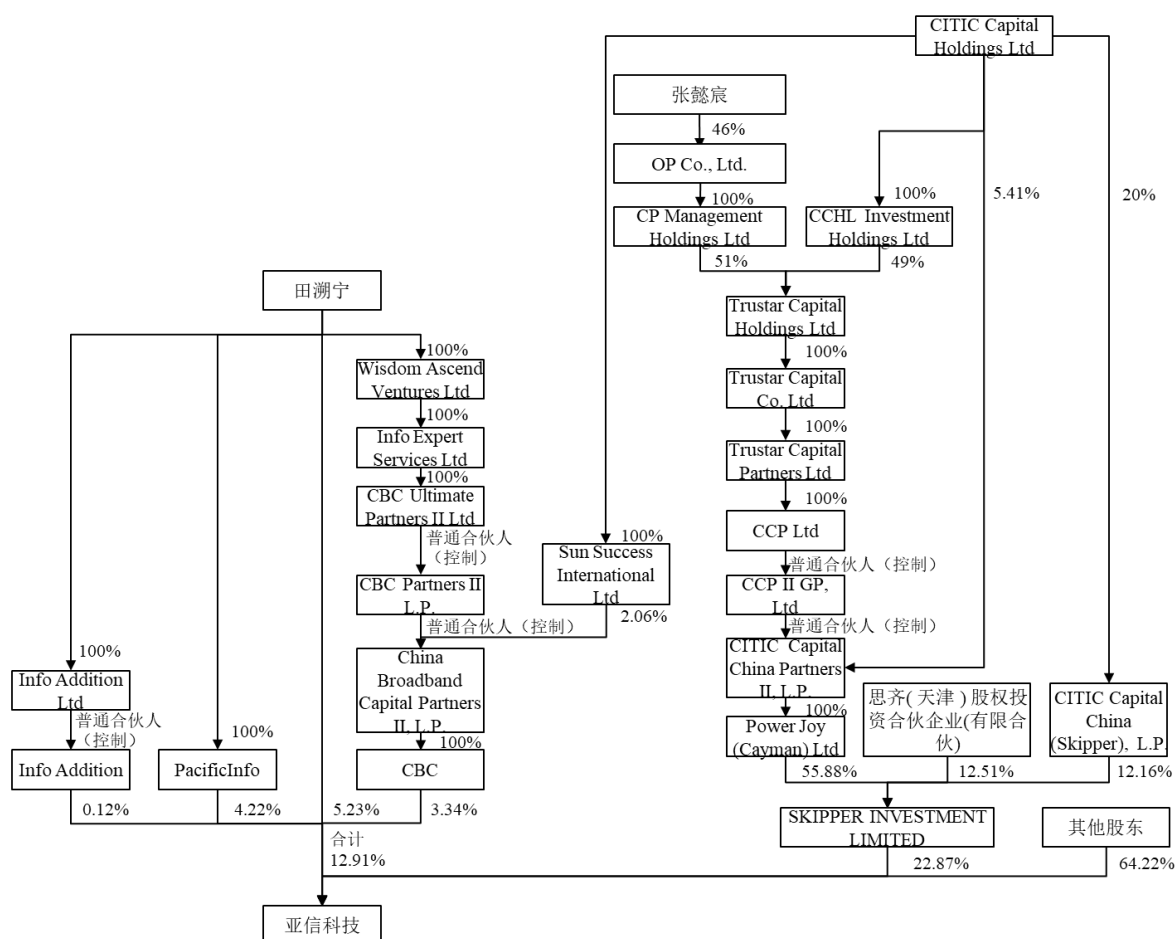 CITIC Capital
Holdings Ltd
张懿宸
46%
OP Co., Ltd.
100%
100%
5.41%
20%
CP Management
Holdings Ltd
CCHL Investment
Holdings Ltd
51%
49%
田溯宁
Trustar Capital
Holdings Ltd
100%
100%
Wisdom Ascend
Ventures Ltd
Trustar Capital
Co. Ltd
100%
100%
Info Expert
Services Ltd
Trustar Capital
Partners Ltd
100%
100%
CBC Ultimate
Partners II Ltd
CCP Ltd
普通合伙人
（控制）
100%
Sun Success
International
Ltd
普通合伙人（控制）
CBC Partners II
L.P.
CCP II GP,
Ltd
2.06%
普通合伙人（控制）
普通合伙人（控制）
100%
China
Broadband
Capital Partners
II, L.P.
CITIC Capital
China Partners
II, L.P.
Info Addition
Ltd
思齐(天津)股权投
资合伙企业(有限合
伙)
CITIC Capital
China
(Skipper), L.P.
普通合伙人
（控制）
100%
100%
100%
Power Joy
(Cayman) Ltd
Info Addition
PacificInfo
CBC
55.88%
12.51%
12.16%
0.12%
4.22%
5.23%
3.34%
SKIPPER INVESTMENT
LIMITED
其他股东
合计
12.91%
22.87%
64.22%
亚信科技